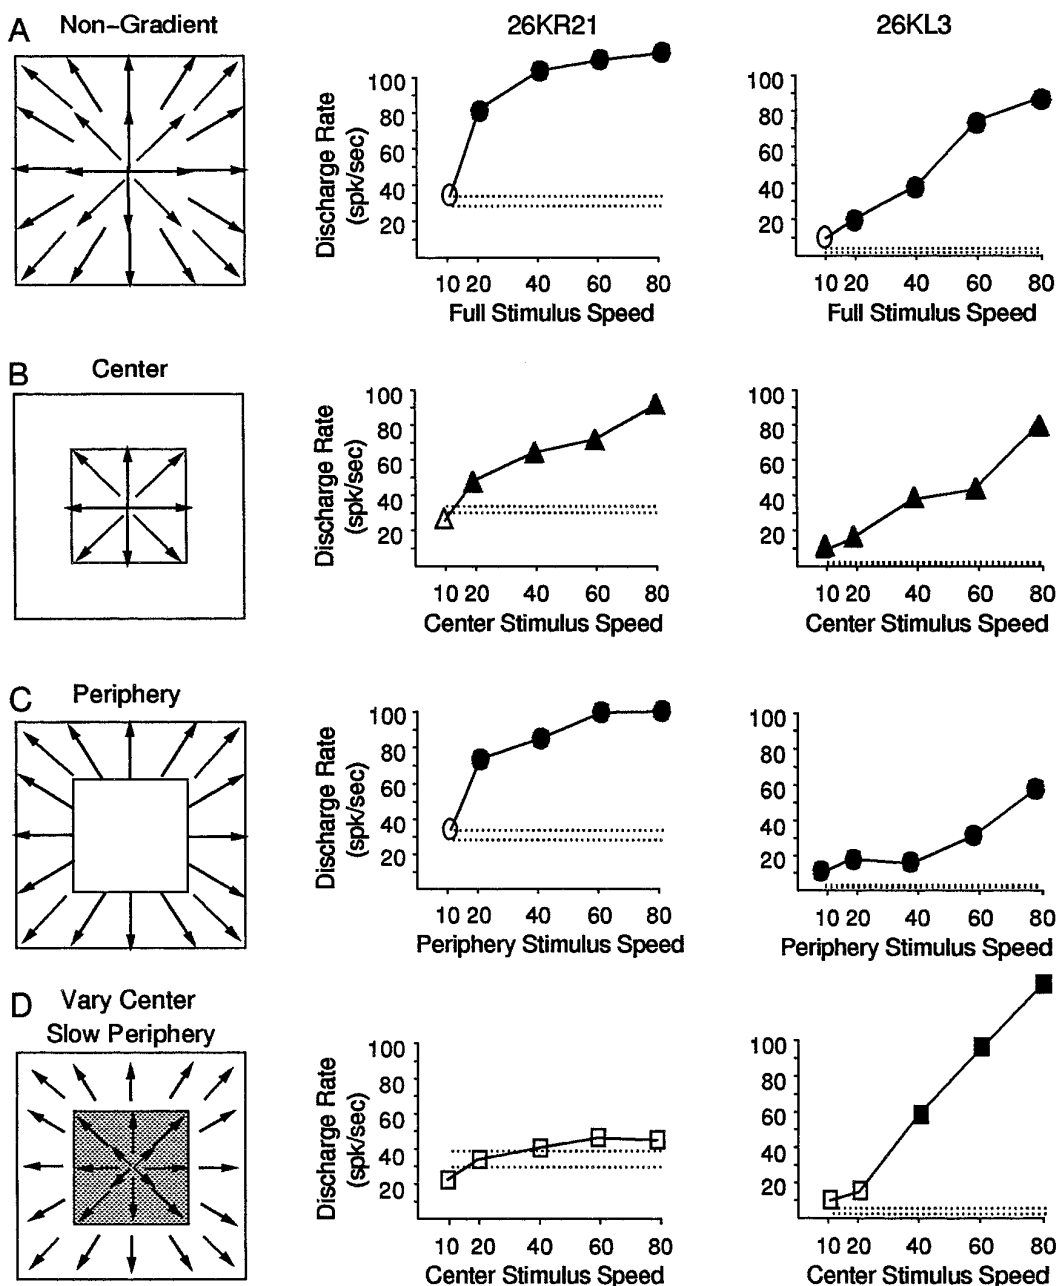 A
Non-Gradient
26KR21
26KL3
Discharge Rate
(spk/sec)
100
80
60
40
20
10 20 40 60 80
Full Stimulus Speed
100
80
60
40
20
10 20 40 60 80
Full Stimulus Speed
B
Center
Discharge Rate
(spk/sec)
100
80
60
40
20
10 20 40 60 80
Center Stimulus Speed
100
80
60
40
20
10 20 40 60 80
Center Stimulus Speed
C
Periphery
Discharge Rate
(spk/sec)
100
80
60
40
20
10 20 40 60 80
Periphery Stimulus Speed
100
80
60
40
20
10 20 40 60 80
Periphery Stimulus Speed
D
Vary Center
Slow Periphery
Discharge Rate
(spk/sec)
100
80
60
40
20
10 20 40 60 80
Center Stimulus Speed
100
80
60
40
20
10 20 40 60 80
Center Stimulus Speed